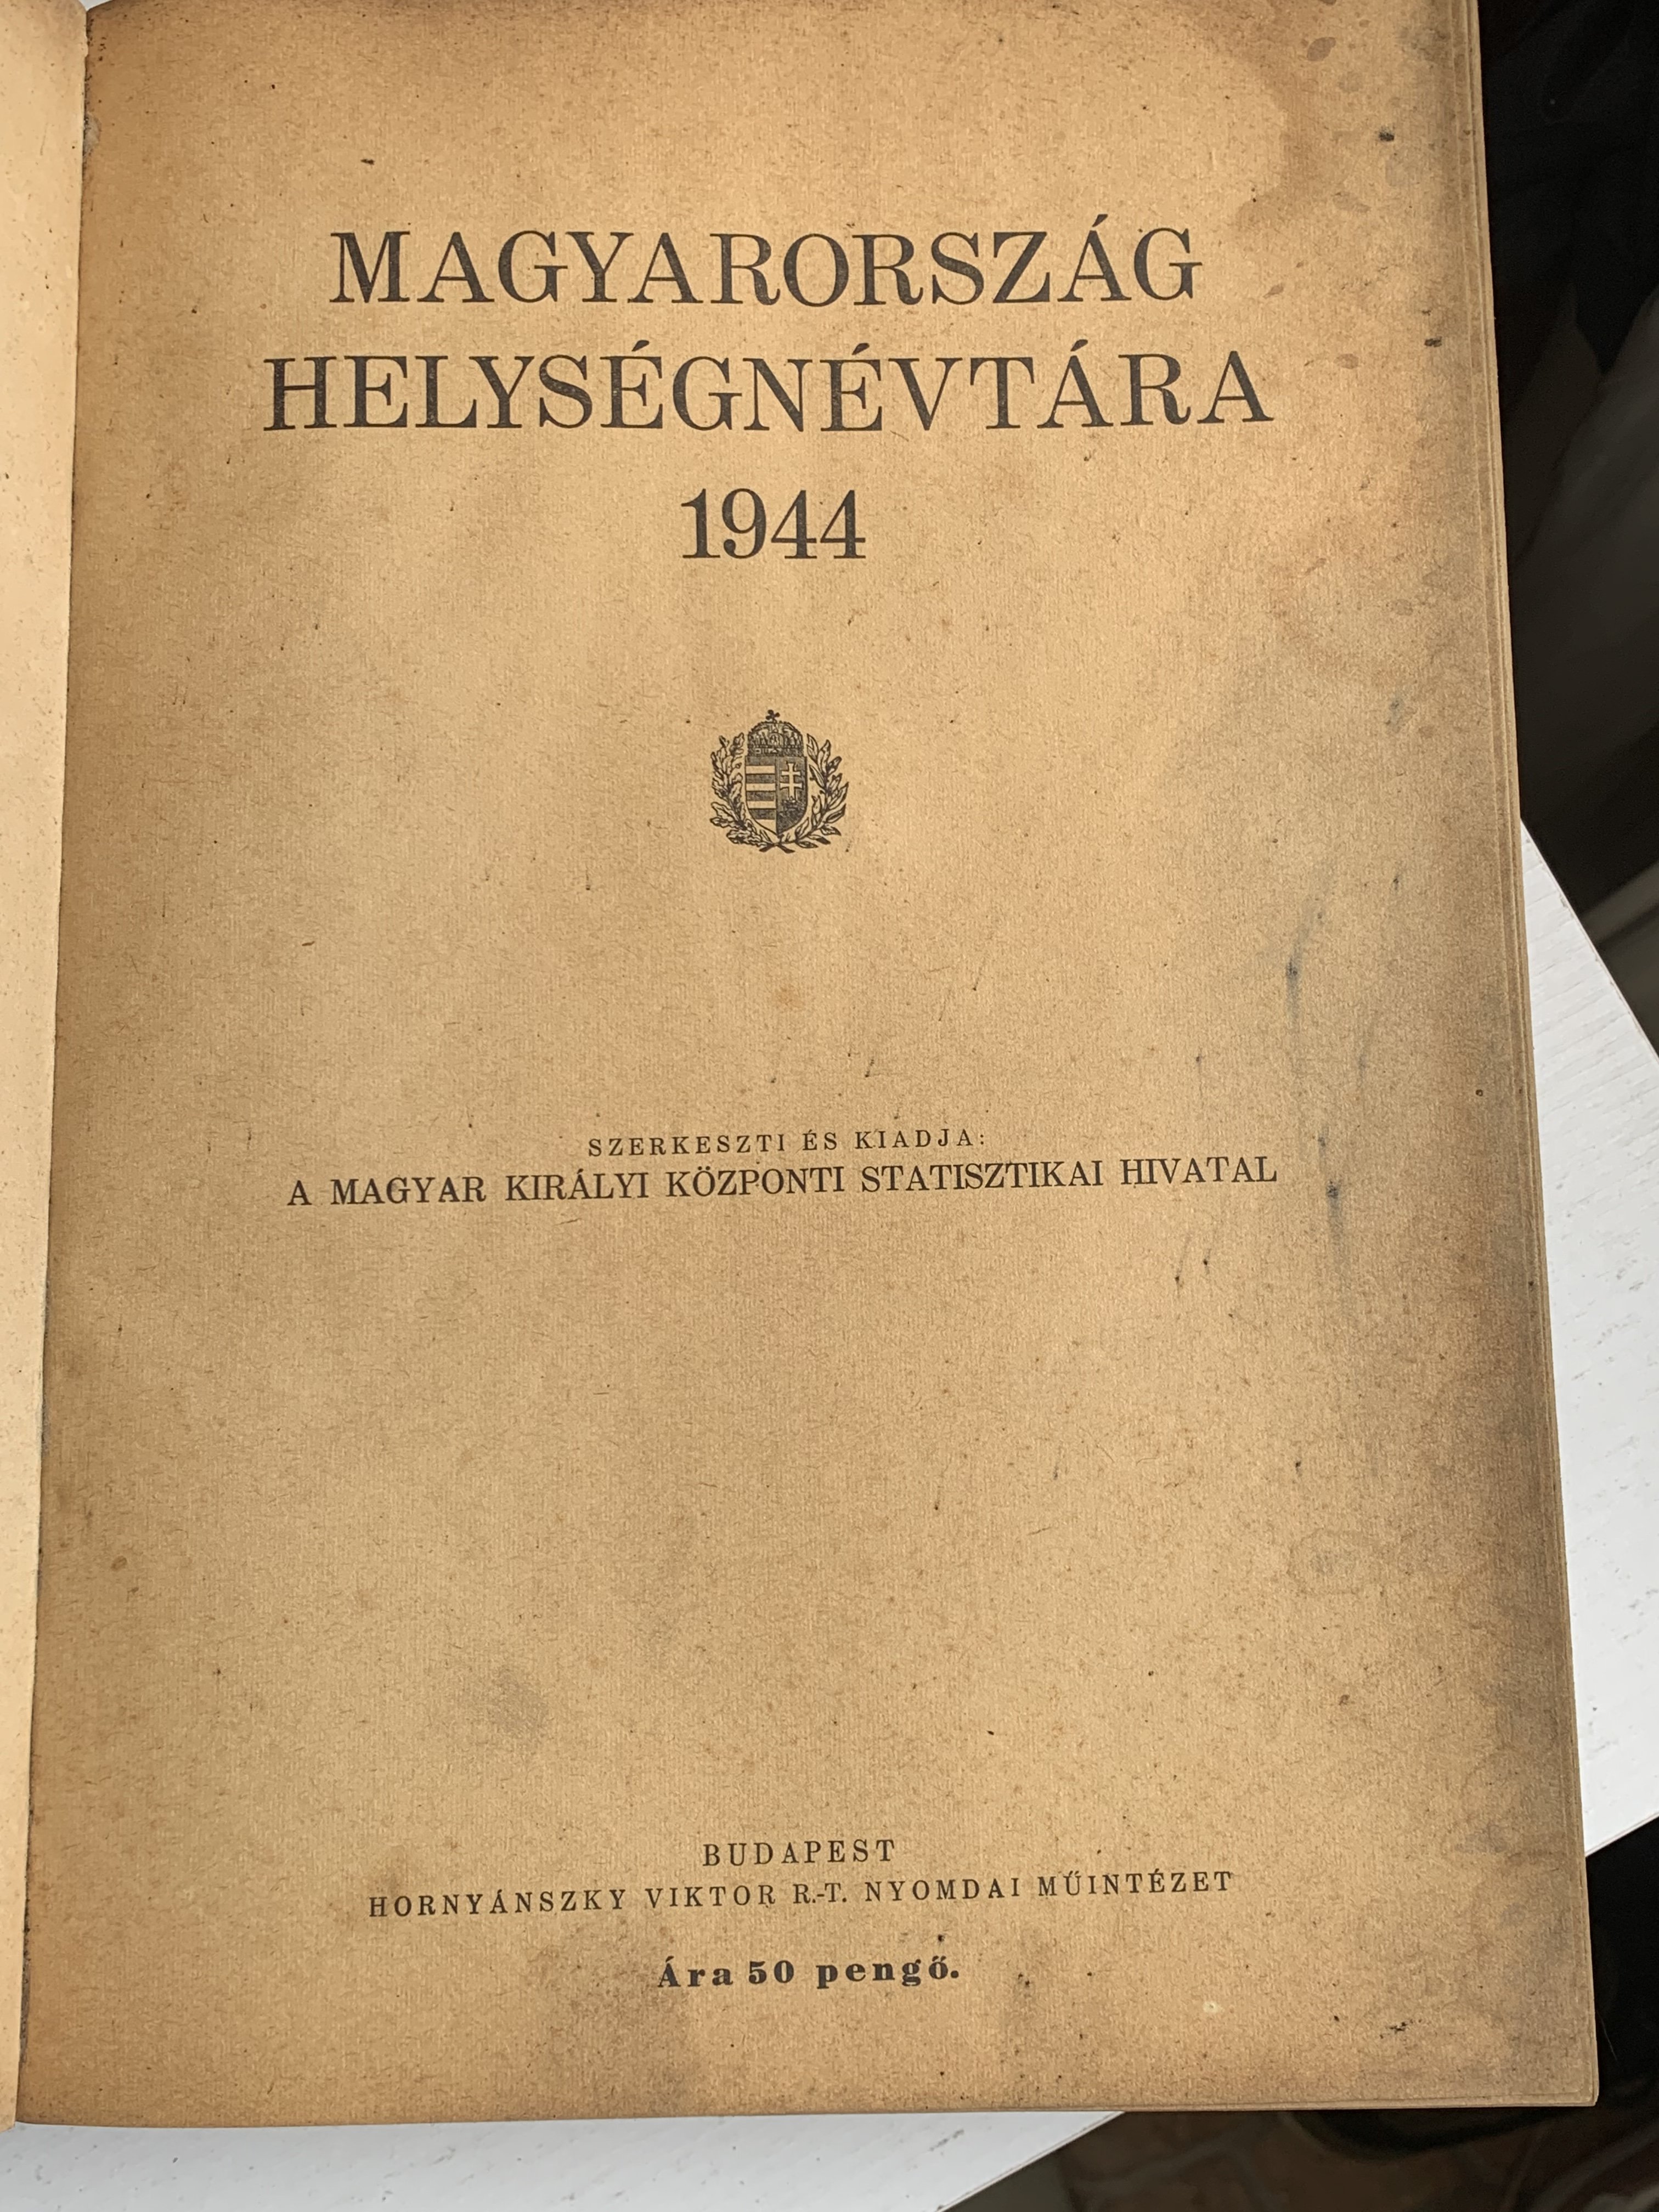 MAGYARORSZÁG
HELYSÉGNÉVTÁRA
1944
SZERKESZTI ÉS KIADJA:
A MAGYAR KIRÁLYI KÖZPONTI STATISZTIKAI HIVATAL
BUDAPEST
HORNYÁNSZKY VIKTOR R.-T. NYOMDAI MŰINTÉZET
Ára 50 pengő.